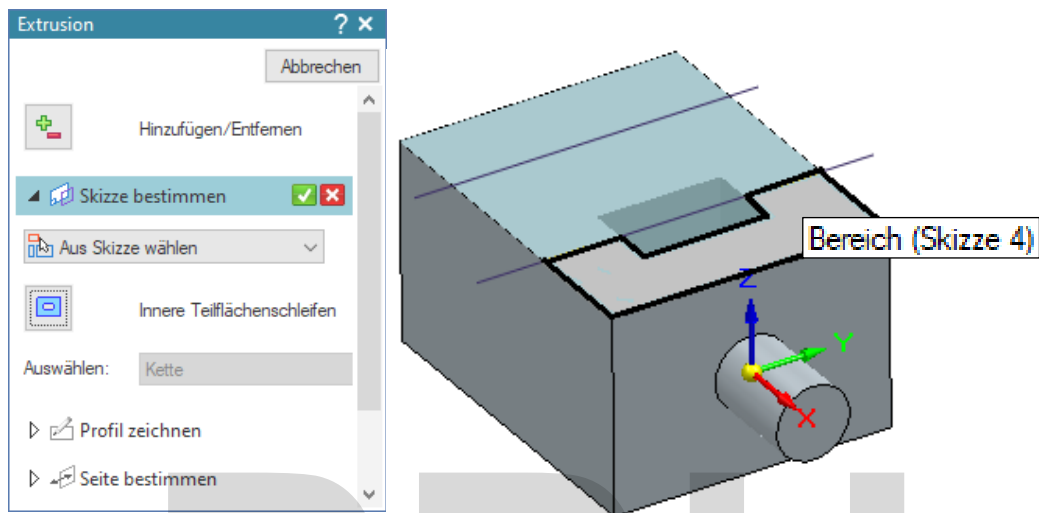 Extrusion ?
Abbrechen
Hinzufügen/Entfernen
Skizze bestimmen
Aus Skizze wählen
Innere Teilflächenschleifen
Auswählen: Kette
Profil zeichnen
Seite bestimmen
Bereich (Skizze 4)
Z
Y
X